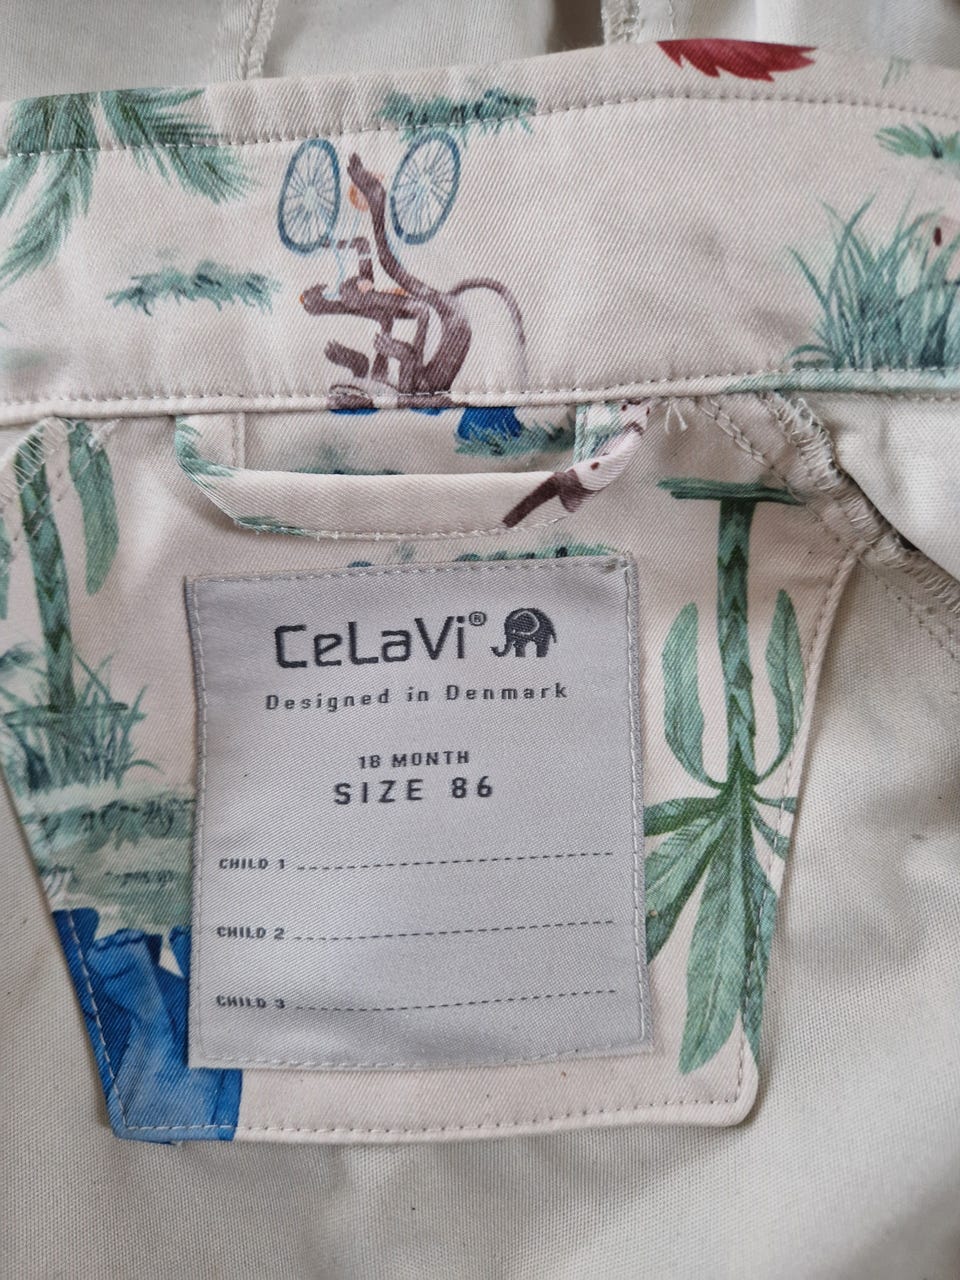 CeLaVi®
Designed in Denmark
18 MONTH
SIZE 86
CHILD 1
CHILD 2
CHILD 3